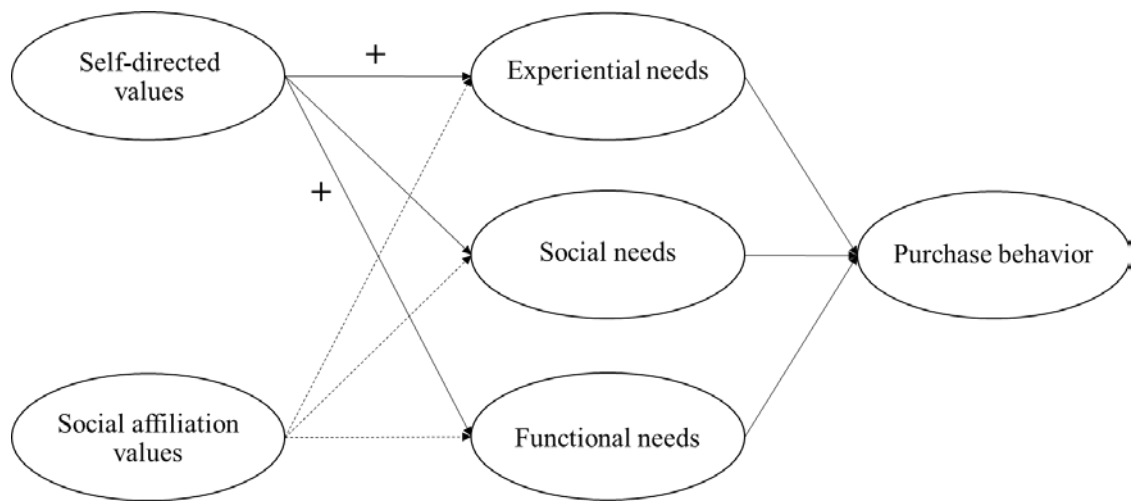 Self-directed
values
+
Experiential needs
+
Social needs
Purchase behavior
Social affiliation
values
Functional needs